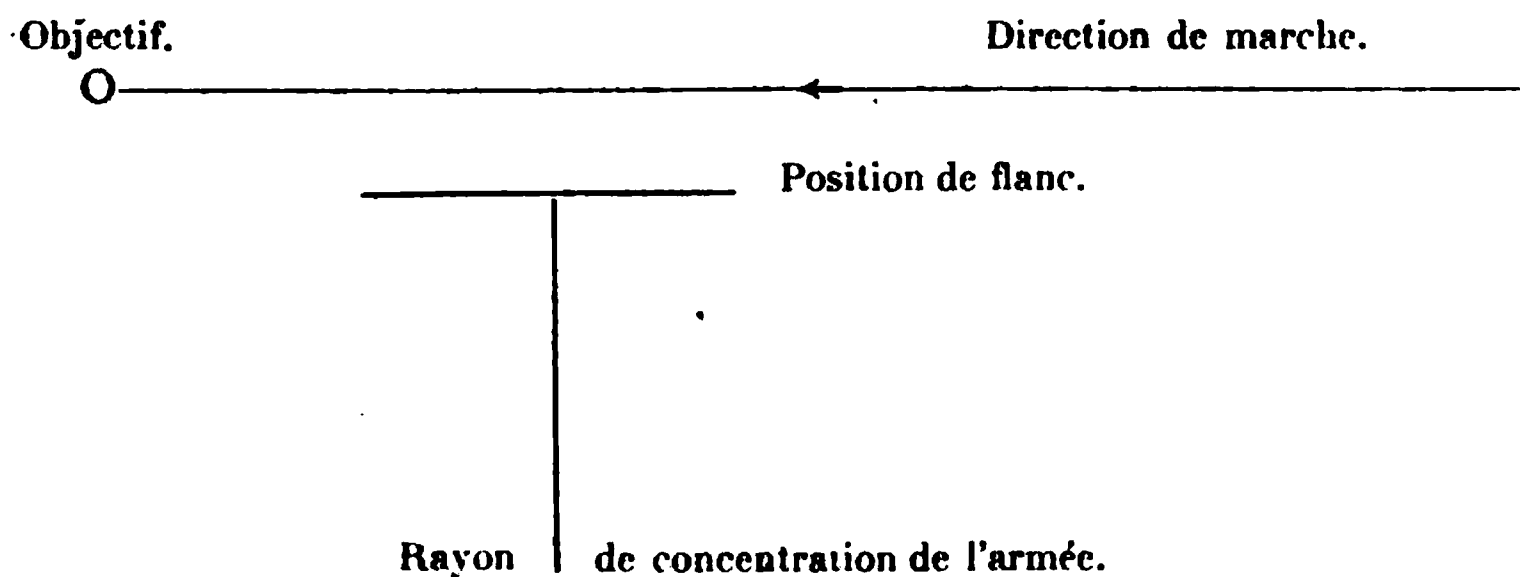 Objectif. Direction de marche.
O
Position de flanc.
Rayon de concentration de l'armée.